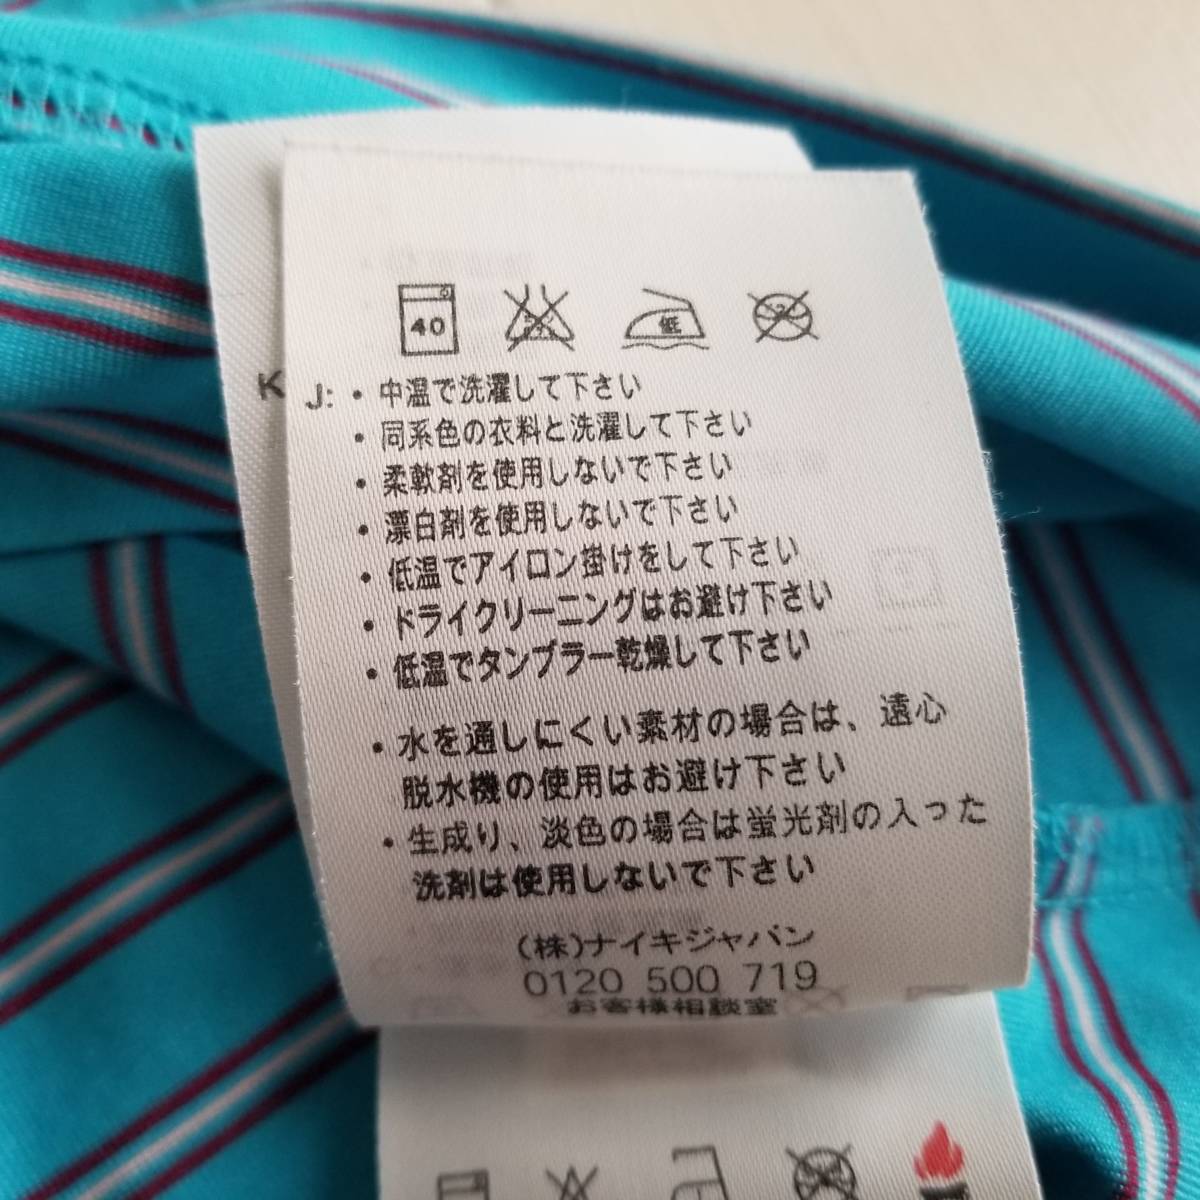 40
低
K J: ・中温で洗濯して下さい
・同系色の衣料と洗濯して下さい
・柔軟剤を使用しないで下さい
・漂白剤を使用しないで下さい
・低温でアイロン掛けをして下さい
・ドライクリーニングはお避け下さい
・低温でタンブラー乾燥して下さい
・水を通しにくい素材の場合は、遠心
脱水機の使用はお避け下さい
・生成り、淡色の場合は蛍光剤の入った
洗剤は使用しないで下さい
(株)ナイキジャパン
0120 500 719
お客様相談室